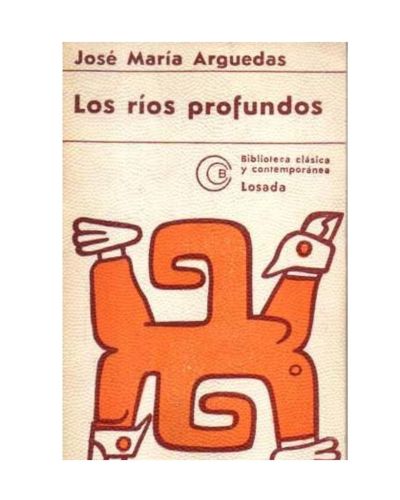 José María Arguedas
Los ríos profundos
B
Biblioteca clásica
y contemporánea
Losada